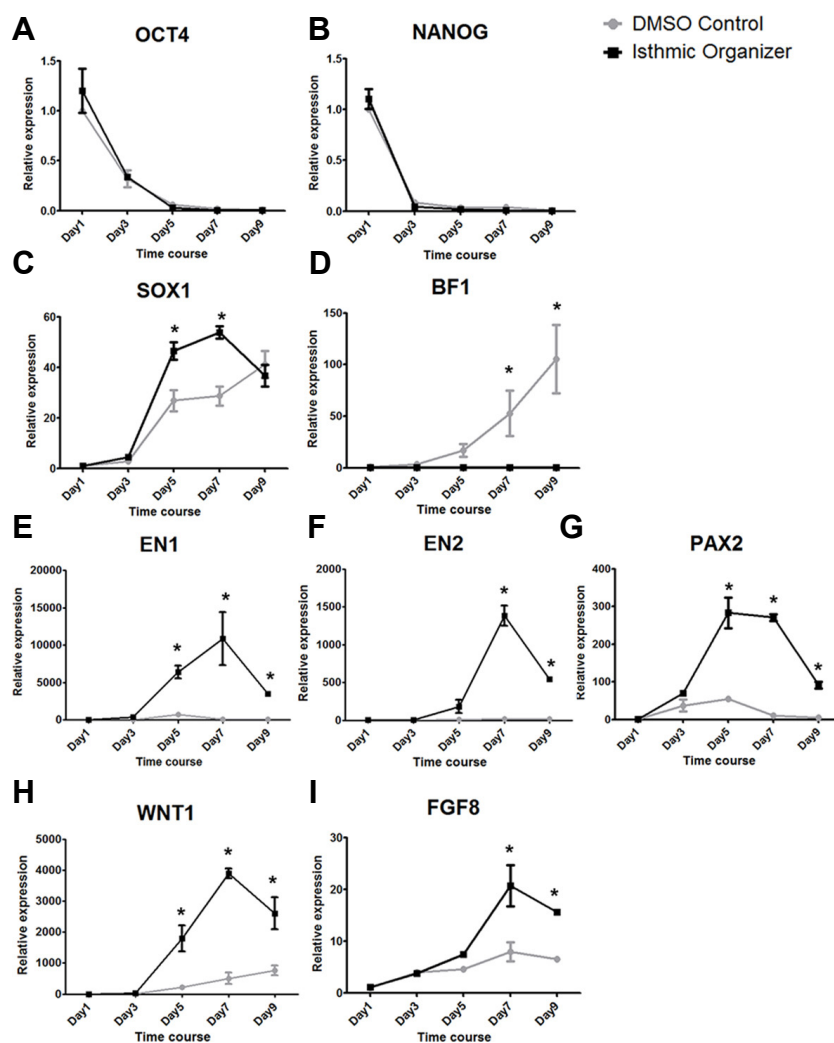 DMSO Control
Isthmic Organizer
A
OCT4
Relative expression
1.5
1.0
0.5
0.0
Day1
Day3
Day5
Day7
Day9
Time course
B
NANOG
Relative expression
1.5
1.0
0.5
0.0
Day1
Day3
Day5
Day7
Day9
Time course
C
SOX1
Relative expression
60
40
20
0
*
*
Day1
Day3
Day5
Day7
Day9
Time course
D
BF1
Relative expression
150
100
50
0
*
*
Day1
Day3
Day5
Day7
Day9
Time course
E
EN1
Relative expression
20000
15000
10000
5000
0
*
*
*
Day1
Day3
Day5
Day7
Day9
Time course
F
EN2
Relative expression
2000
1500
1000
500
0
*
*
Day1
Day3
Day5
Day7
Day9
Time course
G
PAX2
Relative expression
400
300
200
100
0
*
*
*
Day1
Day3
Day5
Day7
Day9
Time course
H
WNT1
Relative expression
5000
4000
3000
2000
1000
0
*
*
*
Day1
Day3
Day5
Day7
Day9
Time course
I
FGF8
Relative expression
30
20
10
0
*
*
Day1
Day3
Day5
Day7
Day9
Time course